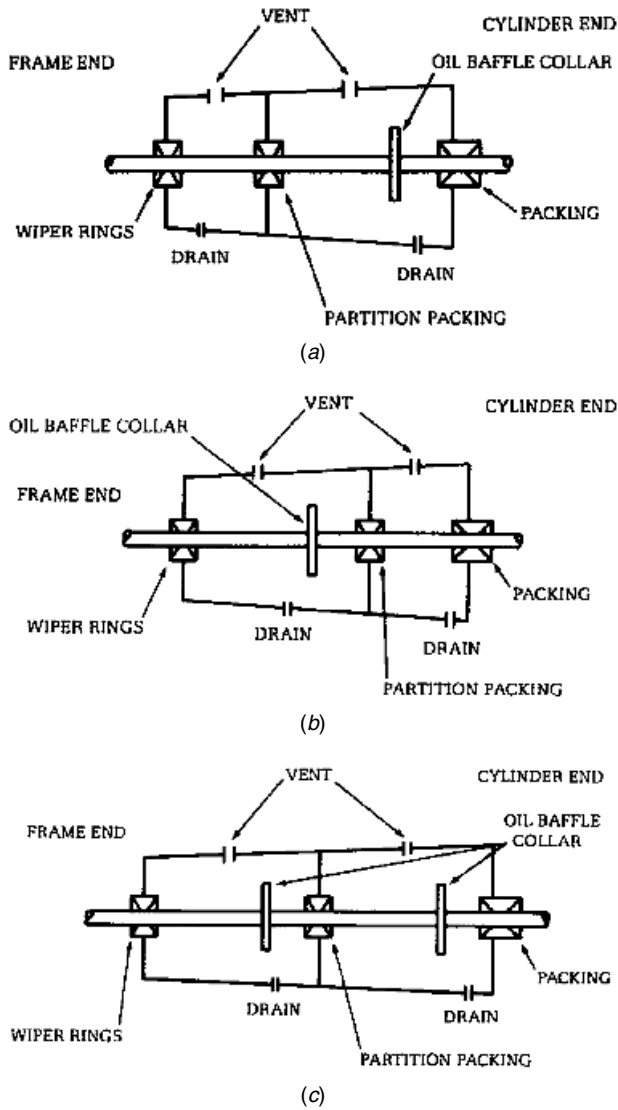 VENT
CYLINDER END
FRAME END
OIL BAFFLE COLLAR
WIPER RINGS
PACKING
DRAIN
DRAIN
PARTITION PACKING
(a)
VENT
CYLINDER END
OIL BAFFLE COLLAR
FRAME END
WIPER RINGS
PACKING
DRAIN
DRAIN
PARTITION PACKING
(b)
VENT
CYLINDER END
FRAME END
OIL BAFFLE
COLLAR
PACKING
DRAIN
DRAIN
WIPER RINGS
PARTITION PACKING
(c)